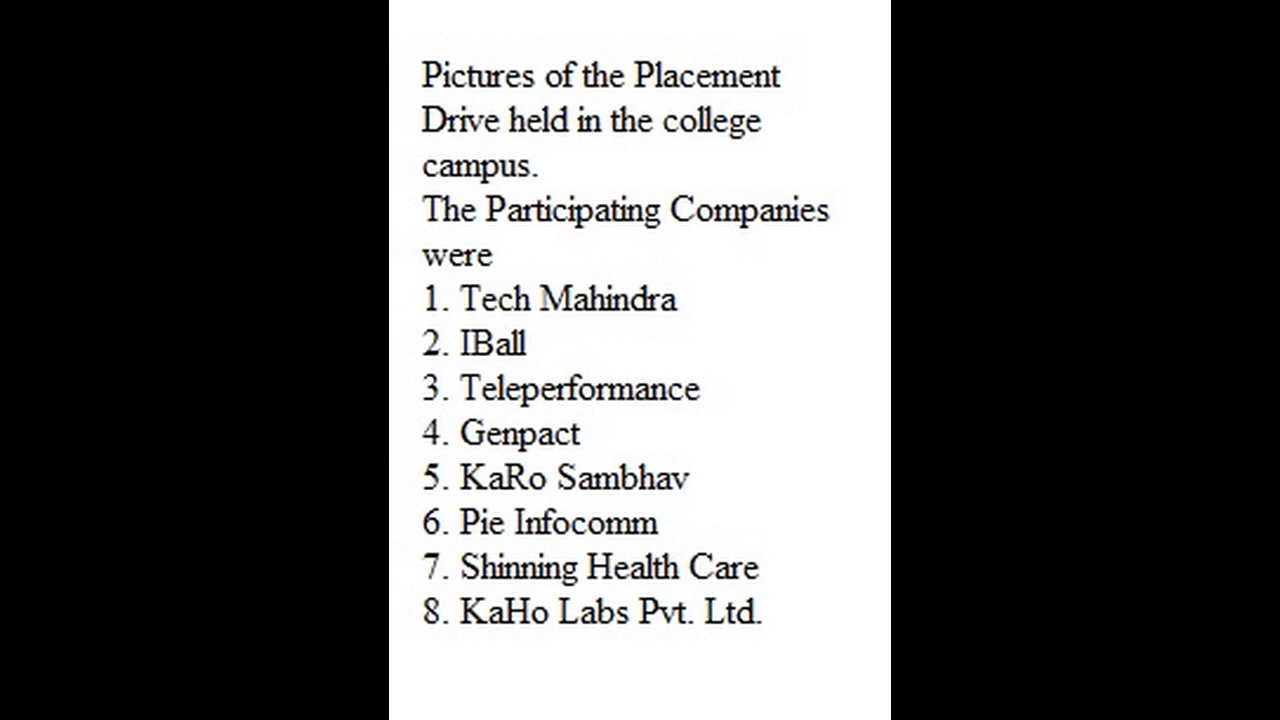 Pictures of the Placement
Drive held in the college
campus.
The Participating Companies
were
1. Tech Mahindra
2. IBall
3. Teleperformance
4. Genpact
5. KaRo Sambhav
6. Pie Infocomm
7. Shinning Health Care
8. KaHo Labs Pvt. Ltd.